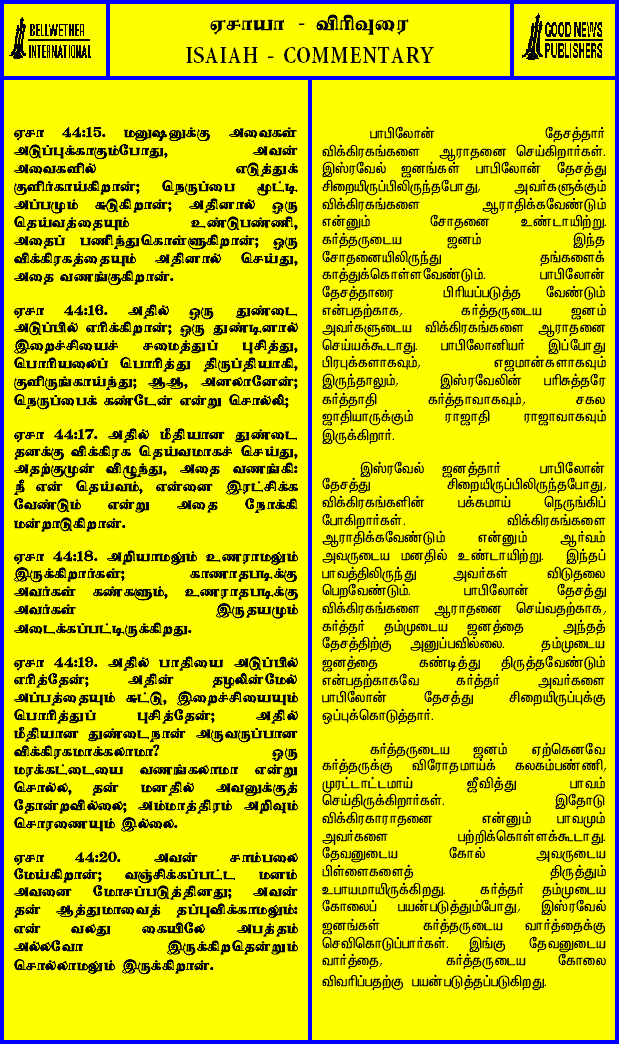 BELLWETHER
INTERNATIONAL
ஏசாயா - விரிவுரை
ISAIAH - COMMENTARY
GOOD NEWS
PUBLISHERS
ஏசா 44:15. மனுஷனுக்கு அவைகள்
அடுப்புக்காகும்போது, அவன்
அவைகளில் எடுத்துக்
குளிர்காய்கிறான்; நெருப்பை மூட்டி
அப்பமும் சுடுகிறான்; அதினால் ஒரு
தெய்வத்தையும் உண்டுபண்ணி,
அதைப் பணிந்துகொள்ளுகிறான்; ஒரு
விக்கிரகத்தையும் அதினால் செய்து,
அதை வணங்குகிறான்.
ஏசா 44:16. அதில் ஒரு துண்டை
அடுப்பில் எரிக்கிறான்; ஒரு துண்டினால்
இறைச்சியைச் சமைத்துப் புசித்து,
பொரியலைப் பொரித்து திருப்தியாகி,
குளிருங்காய்ந்து; ஆஆ, அனலானேன்;
நெருப்பைக் கண்டேன் என்று சொல்லி;
ஏசா 44:17. அதில் மீதியான துண்டை
தனக்கு விக்கிரக தெய்வமாகச் செய்து,
அதற்குமுன் விழுந்து, அதை வணங்கி:
நீ என் தெய்வம், என்னை இரட்சிக்க
வேண்டும் என்று அதை நோக்கி
மன்றாடுகிறான்.
ஏசா 44:18. அறியாமலும் உணராமலும்
இருக்கிறார்கள்; காணாதபடிக்கு
அவர்கள் கண்களும், உணராதபடிக்கு
அவர்கள் இருதயமும்
அடைக்கப்பட்டிருக்கிறது.
ஏசா 44:19. அதில் பாதியை அடுப்பில்
எரித்தேன்; அதின் தழலின்மேல்
அப்பத்தையும் சுட்டு, இறைச்சியையும்
பொரித்துப் புசித்தேன்; அதில்
மீதியான துண்டைநான் அருவருப்பான
விக்கிரகமாக்கலாமா? ஒரு
மரக்கட்டையை வணங்கலாமா என்று
சொல்ல, தன் மனதில் அவனுக்குத்
தோன்றவில்லை; அம்மாத்திரம் அறிவும்
சொரணையும் இல்லை.
ஏசா 44:20. அவன் சாம்பலை
மேய்கிறான்; வஞ்சிக்கப்பட்ட மனம்
அவனை மோசப்படுத்தினது; அவன்
தன் ஆத்துமாவைத் தப்புவிக்காமலும்:
என் வலது கையிலே அபத்தம்
அல்லவோ இருக்கிறதென்றும்
சொல்லாமலும் இருக்கிறான்.
பாபிலோன் தேசத்தார்
விக்கிரகங்களை ஆராதனை செய்கிறார்கள்.
இஸ்ரவேல் ஜனங்கள் பாபிலோன் தேசத்து
சிறையிருப்பிலிருந்தபோது, அவர்களுக்கும்
விக்கிரகங்களை ஆராதிக்கவேண்டும்
என்னும் சோதனை உண்டாயிற்று.
கர்த்தருடைய ஜனம் இந்த
சோதனையிலிருந்து தங்களைக்
காத்துக்கொள்ளவேண்டும். பாபிலோன்
தேசத்தாரை பிரியப்படுத்த வேண்டும்
என்பதற்காக, கர்த்தருடைய ஜனம்
அவர்களுடைய விக்கிரகங்களை ஆராதனை
செய்யக்கூடாது. பாபிலோனியர் இப்போது
பிரபுக்களாகவும், எஜமான்களாகவும்
இருந்தாலும், இஸ்ரவேலின் பரிசுத்தரே
கர்த்தாதி கர்த்தாவாகவும், சகல
ஜாதியாருக்கும் ராஜாதி ராஜாவாகவும்
இருக்கிறார்.
இஸ்ரவேல் ஜனத்தார் பாபிலோன்
தேசத்து சிறையிருப்பிலிருந்தபோது,
விக்கிரகங்களின் பக்கமாய் நெருங்கிப்
போகிறார்கள். விக்கிரகங்களை
ஆராதிக்கவேண்டும் என்னும் ஆர்வம்
அவருடைய மனதில் உண்டாயிற்று. இந்தப்
பாவத்திலிருந்து அவர்கள் விடுதலை
பெறவேண்டும். பாபிலோன் தேசத்து
விக்கிரகங்களை ஆராதனை செய்வதற்காக,
கர்த்தர் தம்முடைய ஜனத்தை அந்தத்
தேசத்திற்கு அனுப்பவில்லை. தம்முடைய
ஜனத்தை கண்டித்து திருத்தவேண்டும்
என்பதற்காகவே கர்த்தர் அவர்களை
பாபிலோன் தேசத்து சிறையிருப்புக்கு
ஒப்புக்கொடுத்தார்.
கர்த்தருடைய ஜனம் ஏற்கெனவே
கர்த்தருக்கு விரோதமாய்க் கலகம்பண்ணி,
முரட்டாட்டமாய் ஜீவித்து பாவம்
செய்திருக்கிறார்கள். இதோடு
விக்கிரகாராதனை என்னும் பாவமும்
அவர்களை பற்றிக்கொள்ளக்கூடாது.
தேவனுடைய கோல் அவருடைய
பிள்ளைகளைத் திருத்தும்
உபாயமாயிருக்கிறது. கர்த்தர் தம்முடைய
கோலைப் பயன்படுத்தும்போது, இஸ்ரவேல்
ஜனங்கள் கர்த்தருடைய வார்த்தைக்கு
செவிகொடுப்பார்கள். இங்கு தேவனுடைய
வார்த்தை, கர்த்தருடைய கோலை
விவரிப்பதற்கு பயன்படுத்தப்படுகிறது.